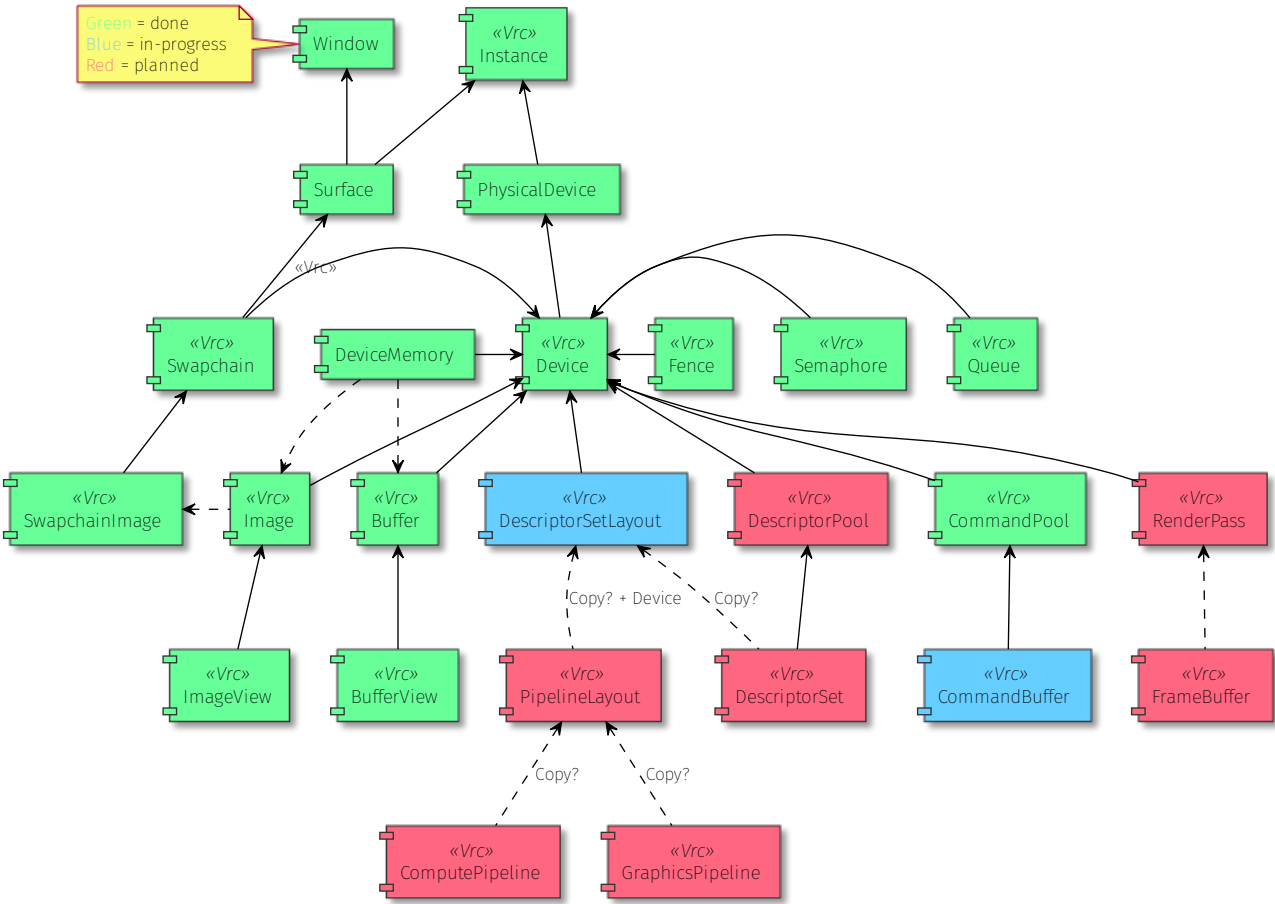 Green = done
Blue = in-progress
Red = planned
Window
«Vrc»
Instance
Surface
PhysicalDevice
«Vrc»
«Vrc»
Swapchain
DeviceMemory
«Vrc»
Device
«Vrc»
Fence
«Vrc»
Semaphore
«Vrc»
Queue
«Vrc»
SwapchainImage
«Vrc»
Image
«Vrc»
Buffer
«Vrc»
DescriptorSetLayout
«Vrc»
DescriptorPool
«Vrc»
CommandPool
«Vrc»
RenderPass
Copy? + Device
Copy?
«Vrc»
ImageView
«Vrc»
BufferView
«Vrc»
PipelineLayout
«Vrc»
DescriptorSet
«Vrc»
CommandBuffer
«Vrc»
FrameBuffer
Copy?
Copy?
«Vrc»
ComputePipeline
«Vrc»
GraphicsPipeline